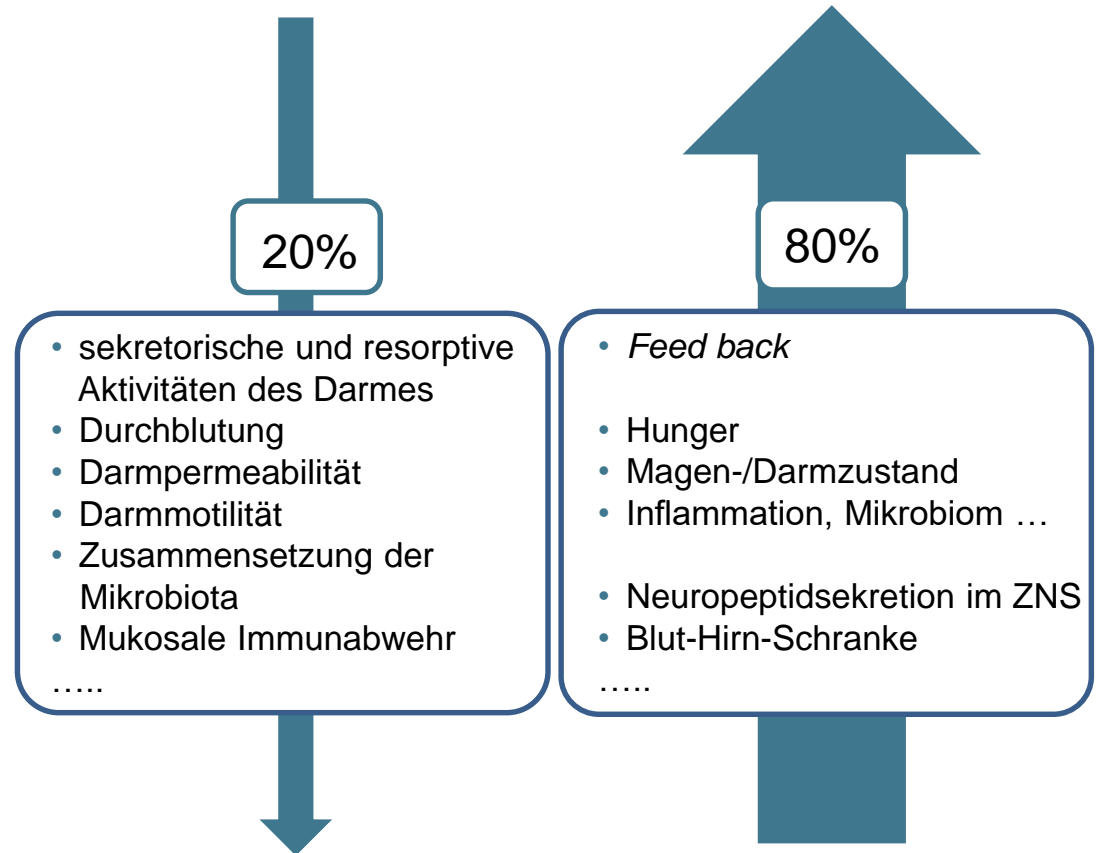 20%
• sekretorische und resorptive
Aktivitäten des Darmes
• Durchblutung
• Darmpermeabilität
• Darmmotilität
• Zusammensetzung der
Mikrobiota
• Mukosale Immunabwehr
…..
80%
• Feed back
• Hunger
• Magen-/Darmzustand
• Inflammation, Mikrobiom …
• Neuropeptidsekretion im ZNS
• Blut-Hirn-Schranke
…..